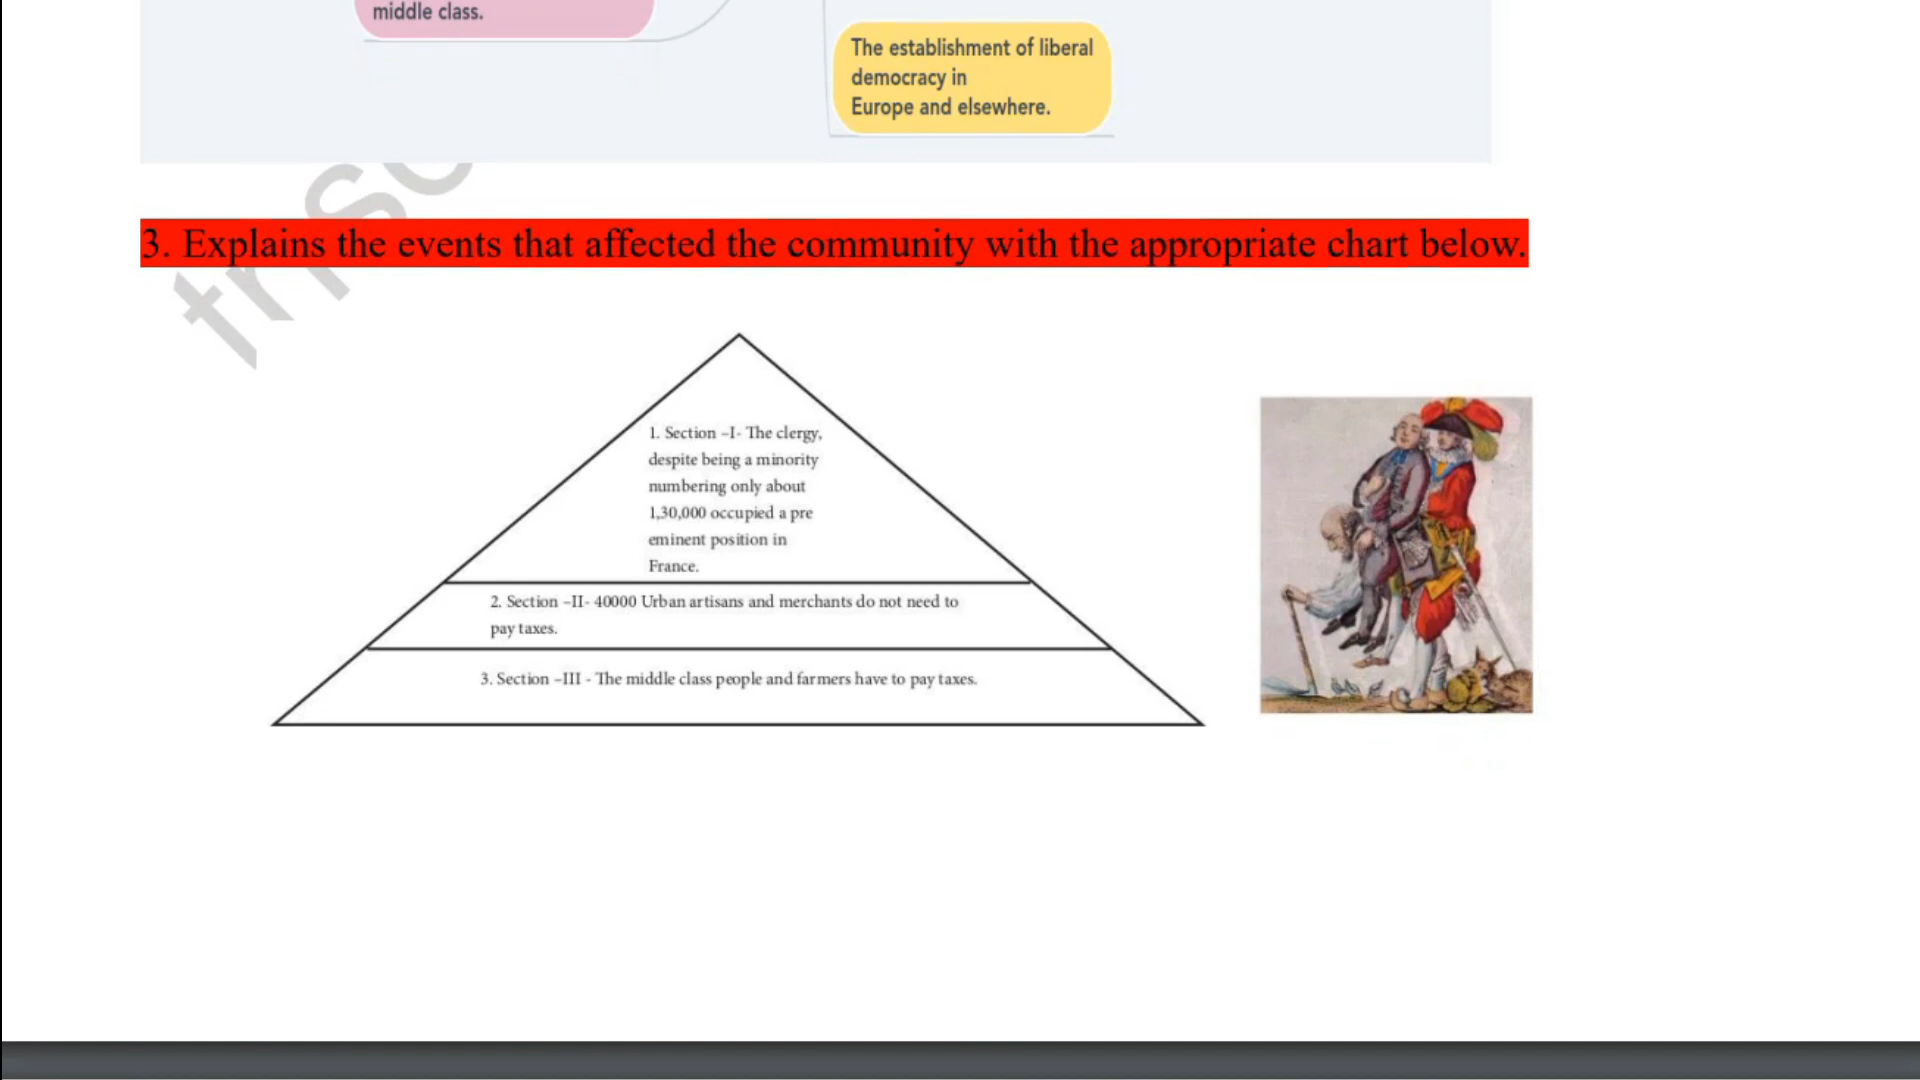 middle class.
The establishment of liberal
democracy in
Europe and elsewhere.
3. Explains the events that affected the community with the appropriate chart below.
1. Section –I- The clergy,
despite being a minority
numbering only about
1,30,000 occupied a pre
eminent position in
France.
2. Section –II- 40000 Urban artisans and merchants do not need to
pay taxes.
3. Section –III - The middle class people and farmers have to pay taxes.